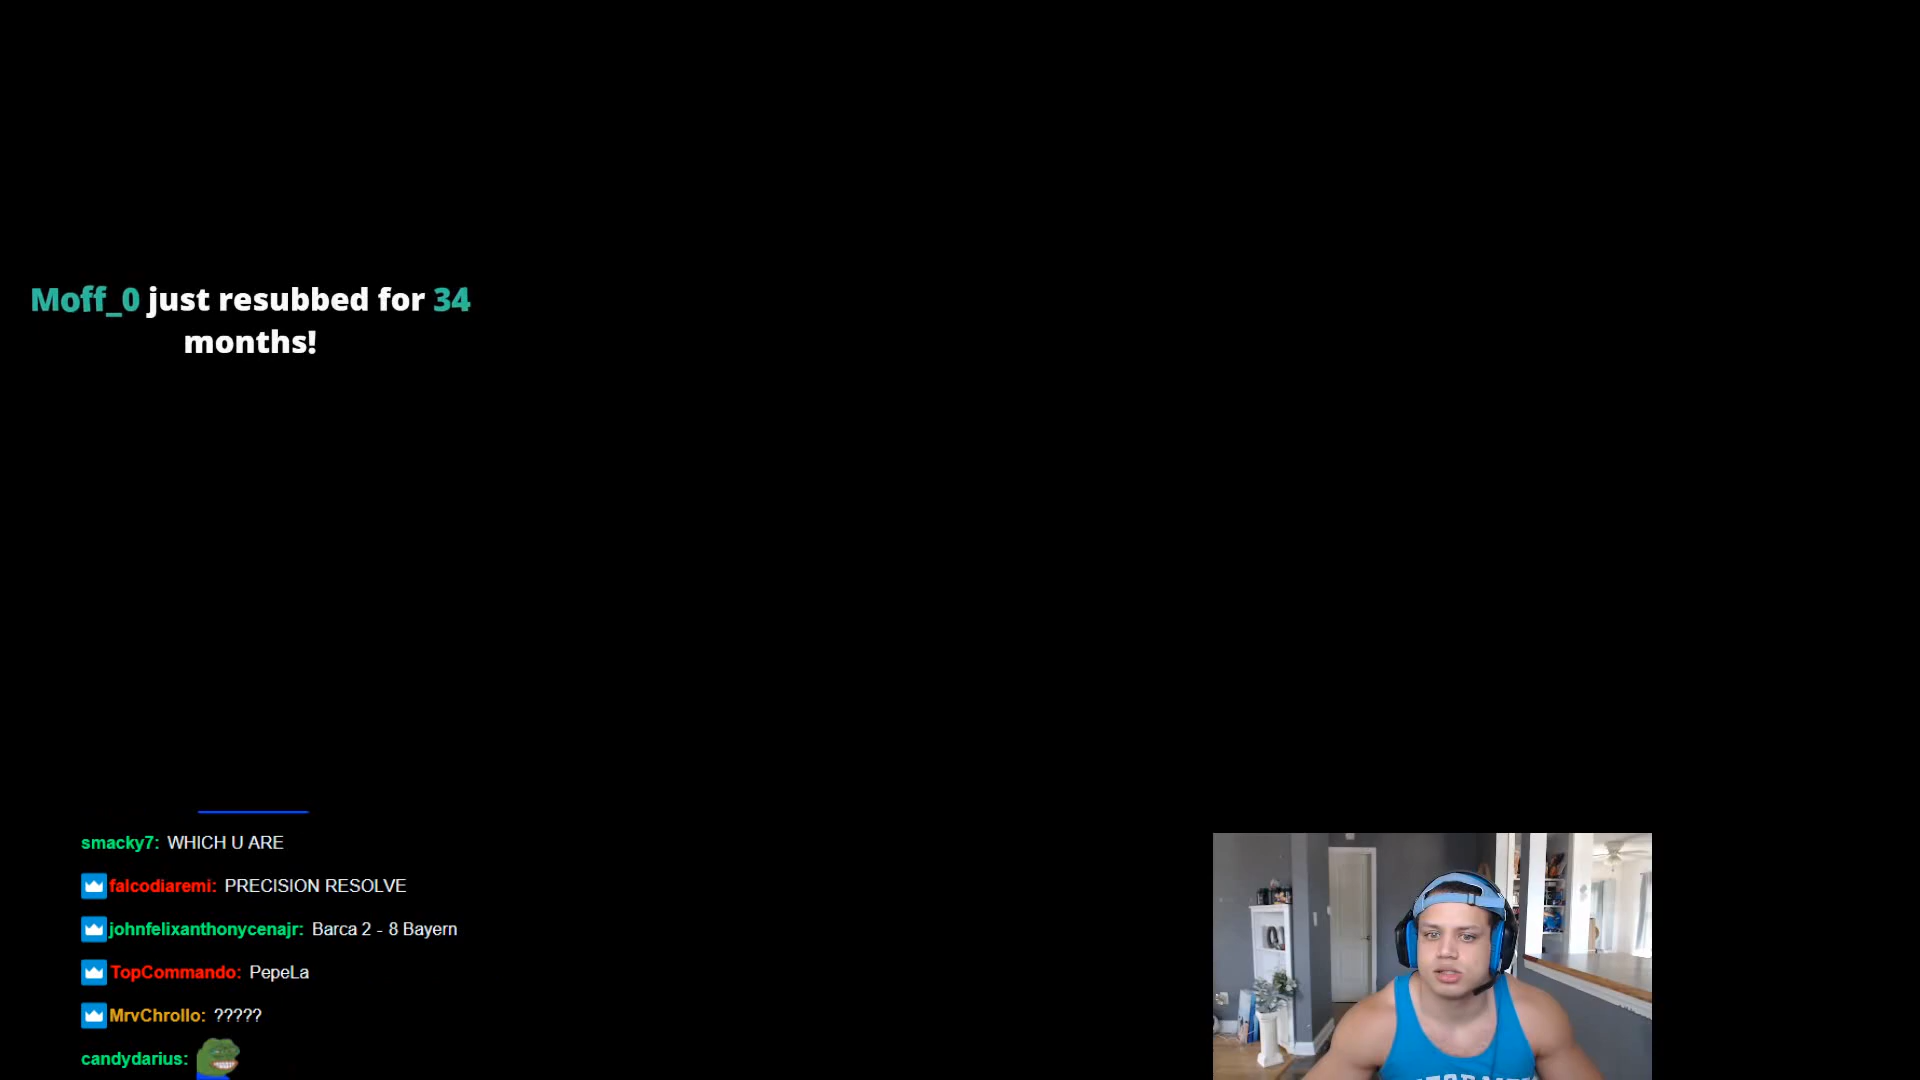 Moff_0 just resubbed for 34
months!
smacky7: WHICH U ARE
falcodiaremi: PRECISION RESOLVE
johnfelixanthonycenajr: Barca 2 - 8 Bayern
TopCommando: PepeLa
MrvChrollo: ?????
candydarius: